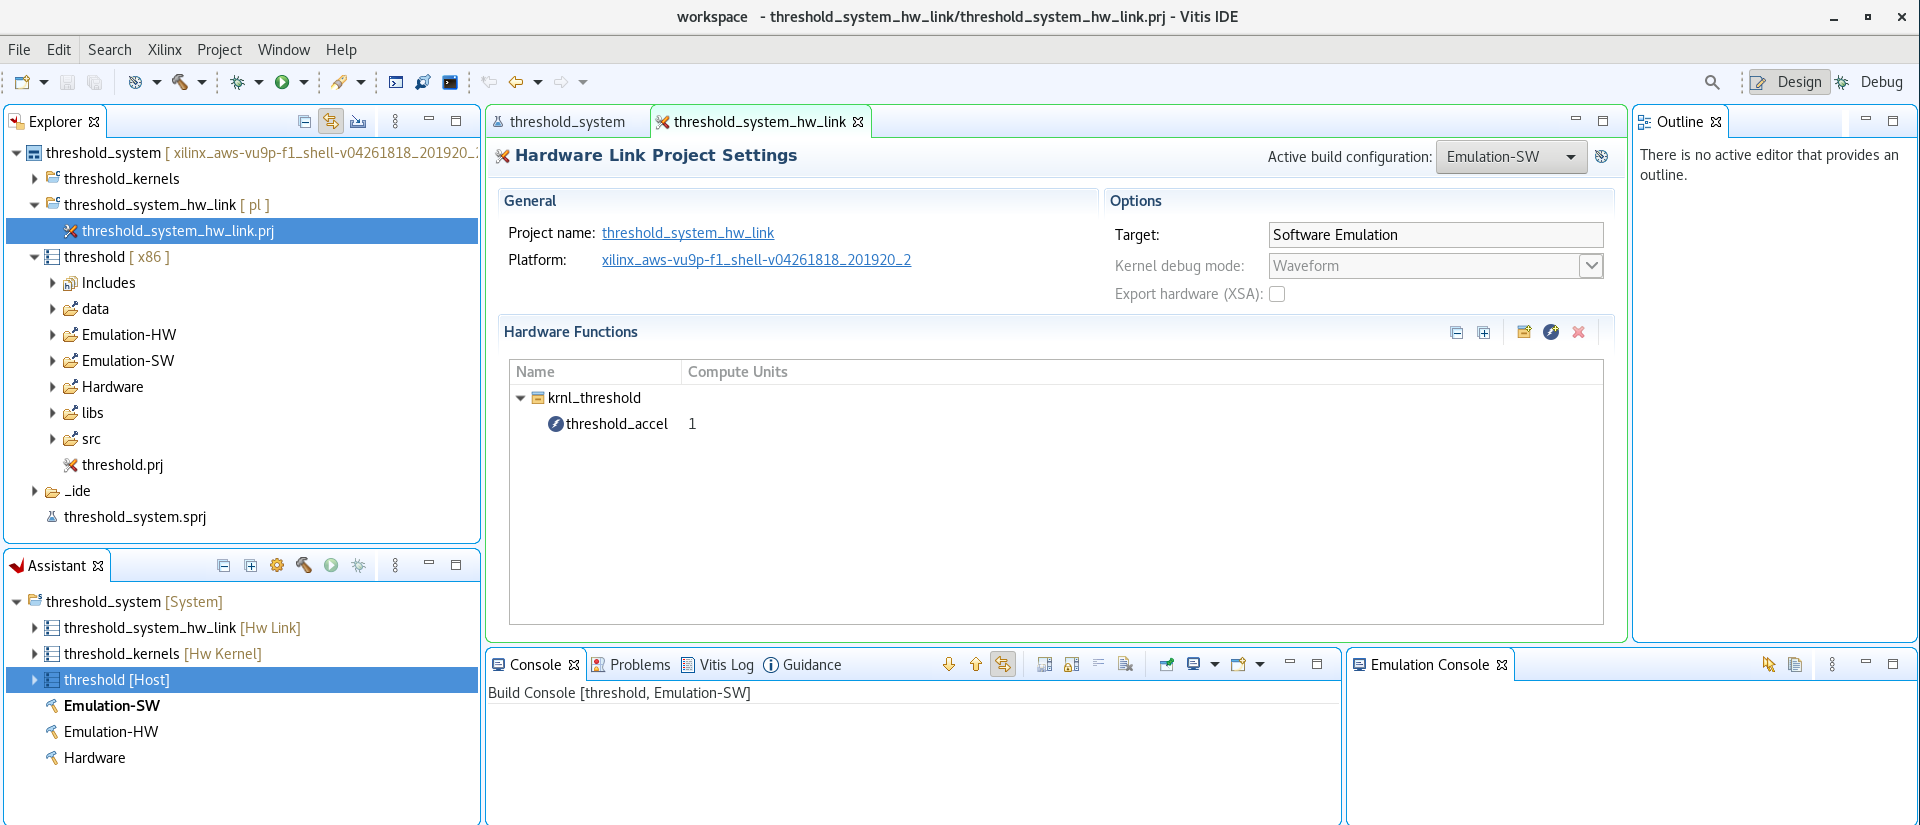 workspace - threshold_system_hw_link/threshold_system_hw_link.prj - Vitis IDE
File Edit Search Xilinx Project Window Help
Design Debug
Explorer
threshold_system [ xilinx_aws-vu9p-f1_shell-v04261818_201920_
threshold_kernels
threshold_system_hw_link [ pl ]
threshold_system_hw_link.prj
threshold [ x86 ]
Includes
data
Emulation-HW
Emulation-SW
Hardware
libs
src
threshold.prj
_ide
threshold_system.sprj
Assistant
threshold_system [System]
threshold_system_hw_link [Hw Link]
threshold_kernels [Hw Kernel]
threshold [Host]
Emulation-SW
Emulation-HW
Hardware
threshold_system threshold_system_hw_link
Hardware Link Project Settings
Active build configuration: Emulation-SW
General
Project name: threshold_system_hw_link
Platform: xilinx_aws-vu9p-f1_shell-v04261818_201920_2
Options
Target: Software Emulation
Kernel debug mode: Waveform
Export hardware (XSA):
Hardware Functions
Name Compute Units
krnl_threshold
threshold_accel 1
Console Problems Vitis Log Guidance
Build Console [threshold, Emulation-SW]
Outline
There is no active editor that provides an
outline.
Emulation Console